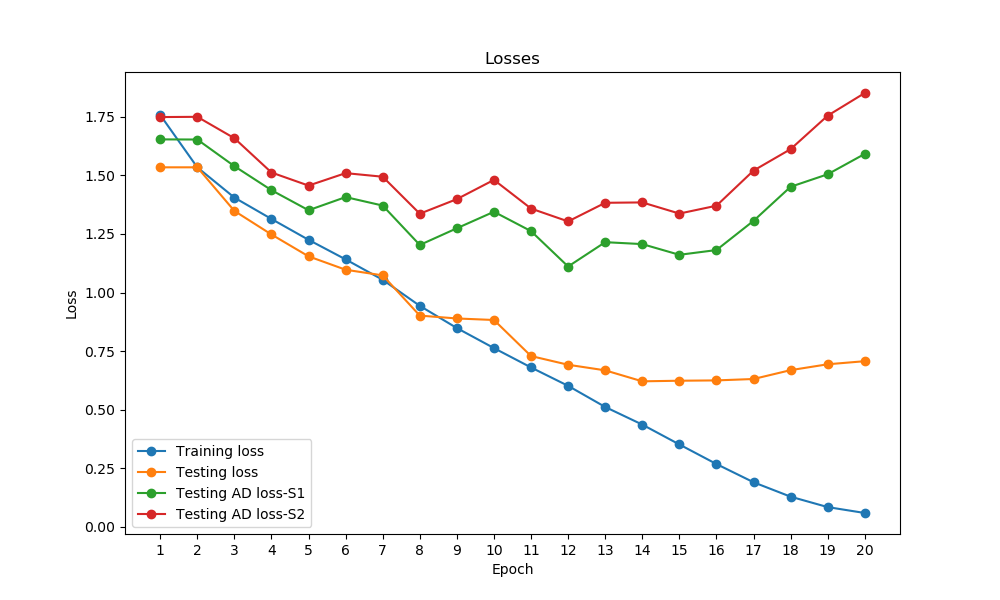 Losses
Loss
1.75
1.50
1.25
1.00
0.75
0.50
0.25
0.00
Training loss
Testing loss
Testing AD loss-S1
Testing AD loss-S2
1 2 3 4 5 6 7 8 9 10 11 12 13 14 15 16 17 18 19 20
Epoch